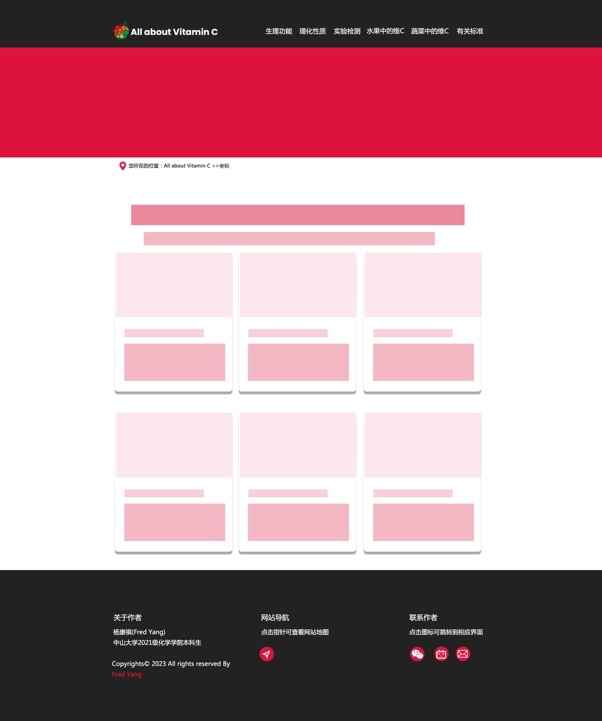 All about Vitamin C
生理功能 理化性质 实验检测 水果中的维C 蔬菜中的维C 有关标准
您所在的位置：All about Vitamin C >>坐标
关于作者
杨康祺(Fred Yang)
中山大学2021级化学学院本科生
Copyrights© 2023 All rights reserved By
Fred Yang
网站导航
点击指针可查看网站地图
联系作者
点击图标可跳转到相应界面